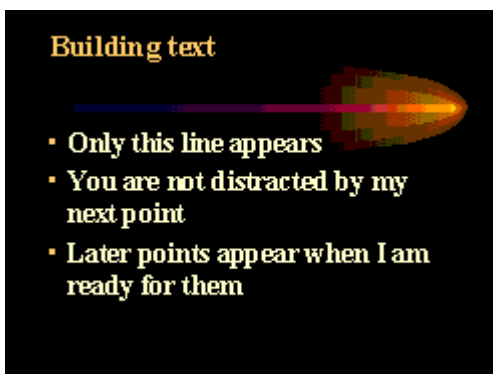 Building text
Only this line appears
You are not distracted by my
next point
Later points appear when I am
ready for them